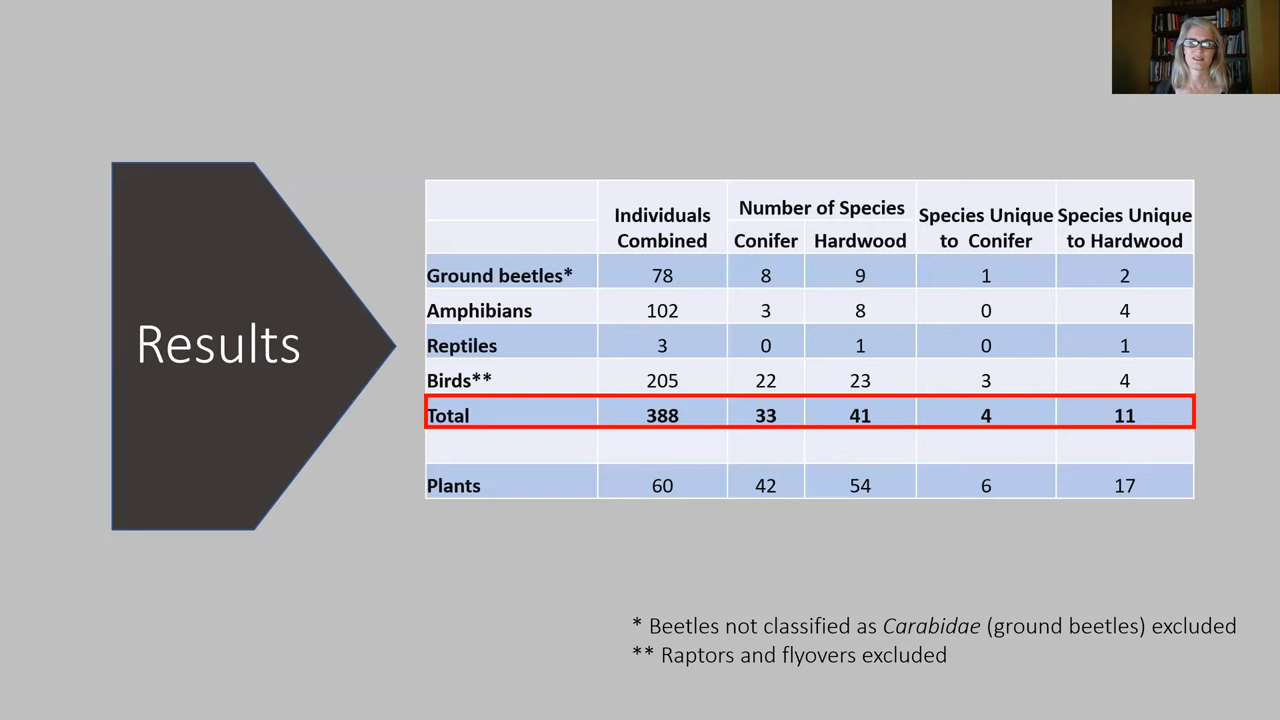 Results
Number of Species
Individuals Combined
Species Unique to Conifer
Species Unique to Hardwood
Conifer Hardwood
Ground beetles* 78 8 9 1 2
Amphibians 102 3 8 0 4
Reptiles 3 0 1 0 1
Birds** 205 22 23 3 4
Total 388 33 41 4 11
Plants 60 42 54 6 17
* Beetles not classified as Carabidae (ground beetles) excluded
** Raptors and flyovers excluded